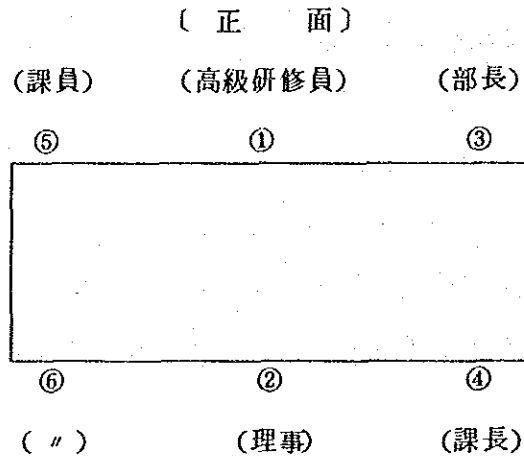 〔 正 面 〕
(課員) (高級研修員) (部長)
⑤ ① ③
⑥ ② ④
( 〃 ) (理事) (課長)